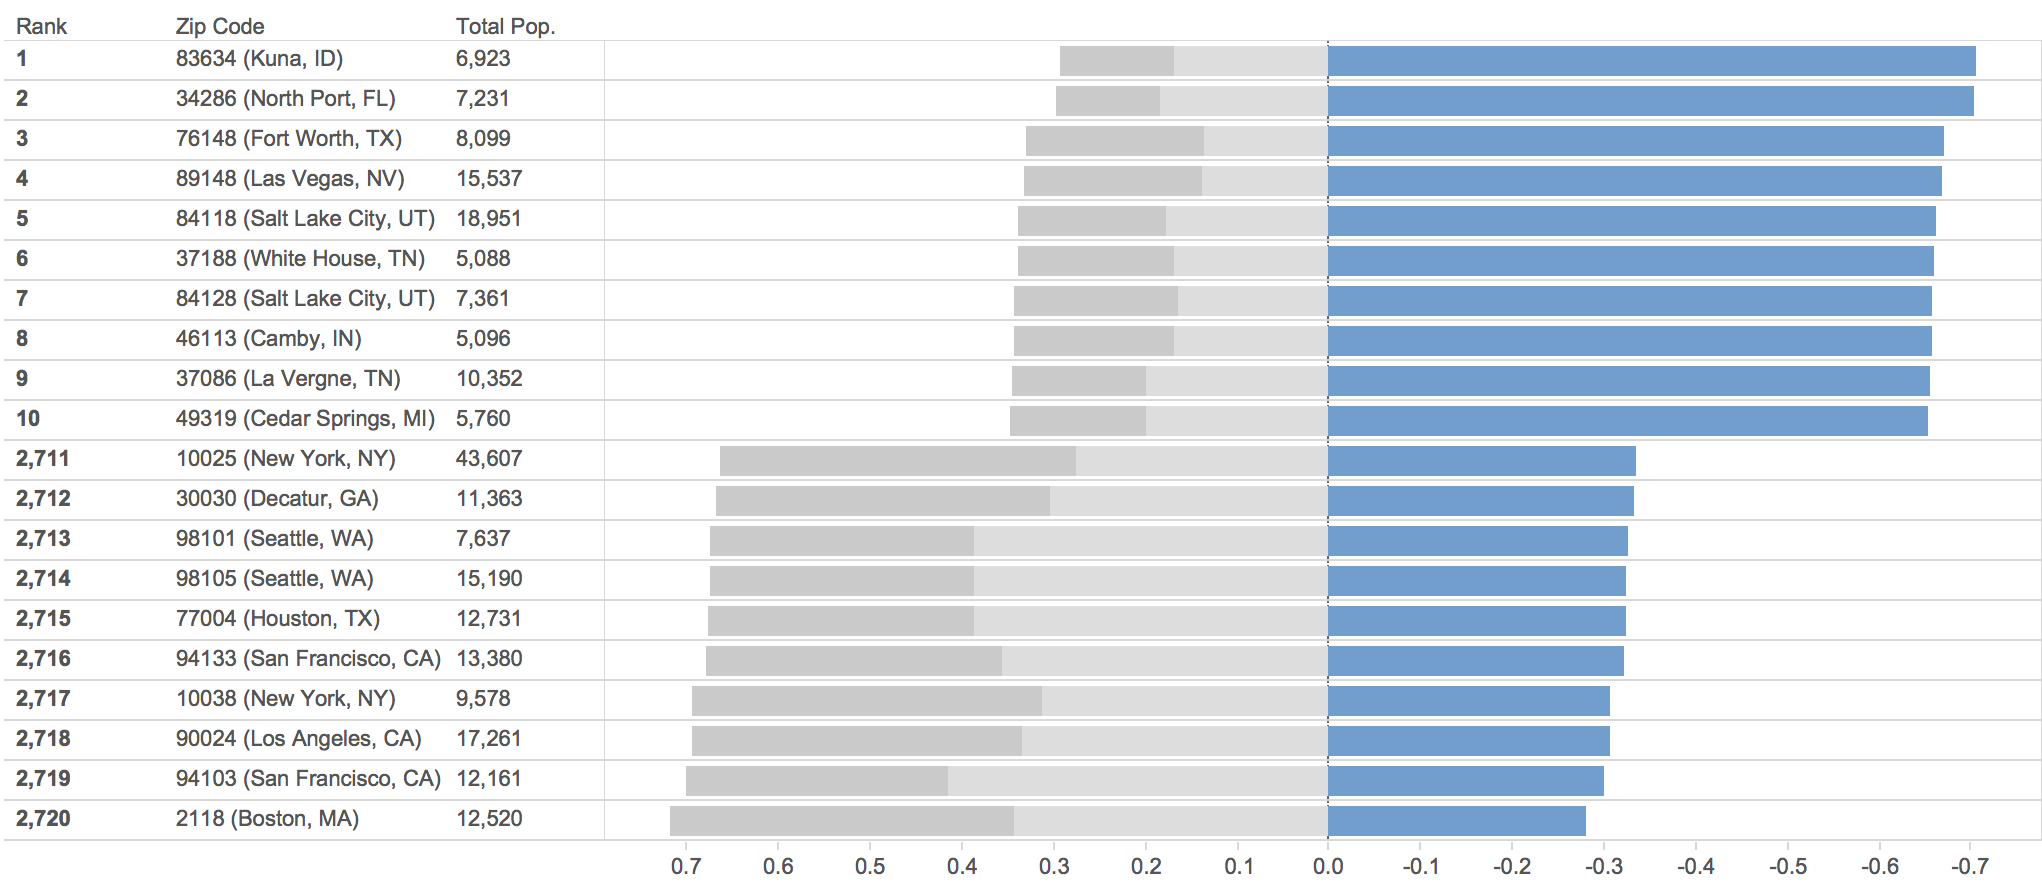 Rank Zip Code Total Pop.
1 83634 (Kuna, ID) 6,923
2 34286 (North Port, FL) 7,231
3 76148 (Fort Worth, TX) 8,099
4 89148 (Las Vegas, NV) 15,537
5 84118 (Salt Lake City, UT) 18,951
6 37188 (White House, TN) 5,088
7 84128 (Salt Lake City, UT) 7,361
8 46113 (Camby, IN) 5,096
9 37086 (La Vergne, TN) 10,352
10 49319 (Cedar Springs, MI) 5,760
2,711 10025 (New York, NY) 43,607
2,712 30030 (Decatur, GA) 11,363
2,713 98101 (Seattle, WA) 7,637
2,714 98105 (Seattle, WA) 15,190
2,715 77004 (Houston, TX) 12,731
2,716 94133 (San Francisco, CA) 13,380
2,717 10038 (New York, NY) 9,578
2,718 90024 (Los Angeles, CA) 17,261
2,719 94103 (San Francisco, CA) 12,161
2,720 2118 (Boston, MA) 12,520
0.7 0.6 0.5 0.4 0.3 0.2 0.1 0.0 -0.1 -0.2 -0.3 -0.4 -0.5 -0.6 -0.7